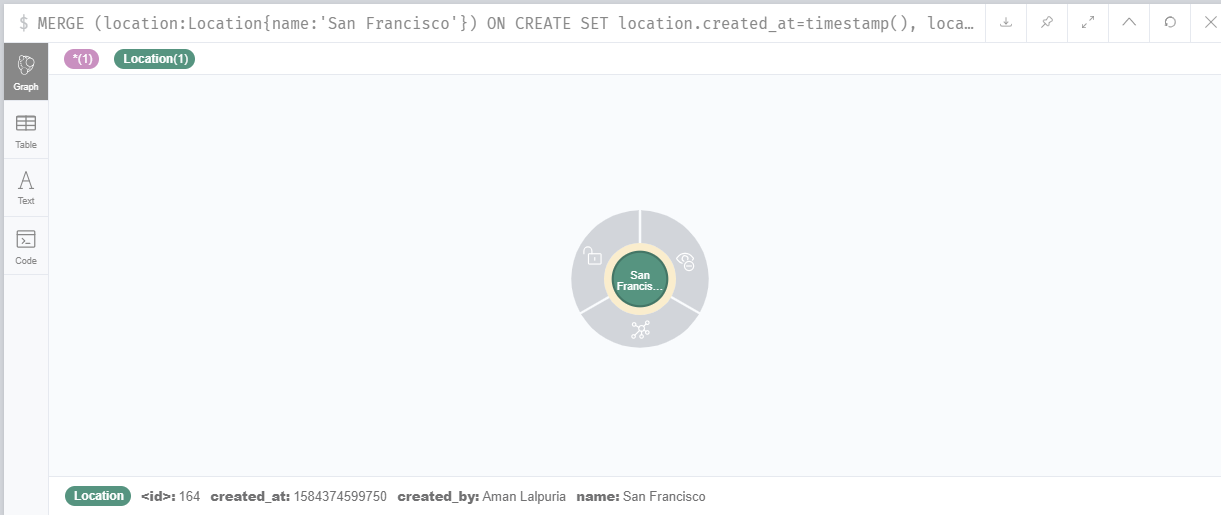 $ MERGE (location:Location{name:'San Francisco'}) ON CREATE SET location.created_at=timestamp(), loca…
*(1) Location(1)
Graph
Table
Text
Code
San
Francis…
Location <id>: 164 created_at: 1584374599750 created_by: Aman Lalpuria name: San Francisco